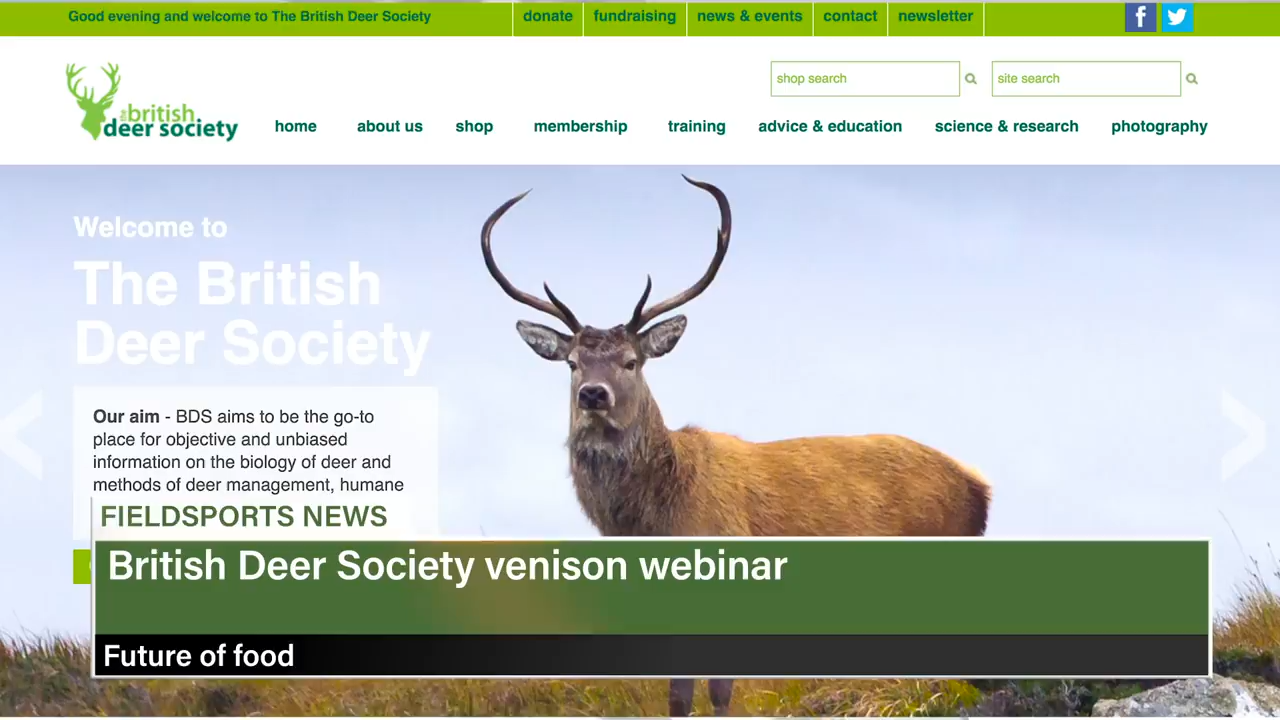 Good evening and welcome to The British Deer Society
donate
fundraising
news & events
contact
newsletter
shop search
site search
the british
deer society
home
about us
shop
membership
training
advice & education
science & research
photography
Welcome to
The British
Deer Society
Our aim - BDS aims to be the go-to
place for objective and unbiased
information on the biology of deer and
methods of deer management, humane
FIELDSPORTS NEWS
British Deer Society venison webinar
Future of food